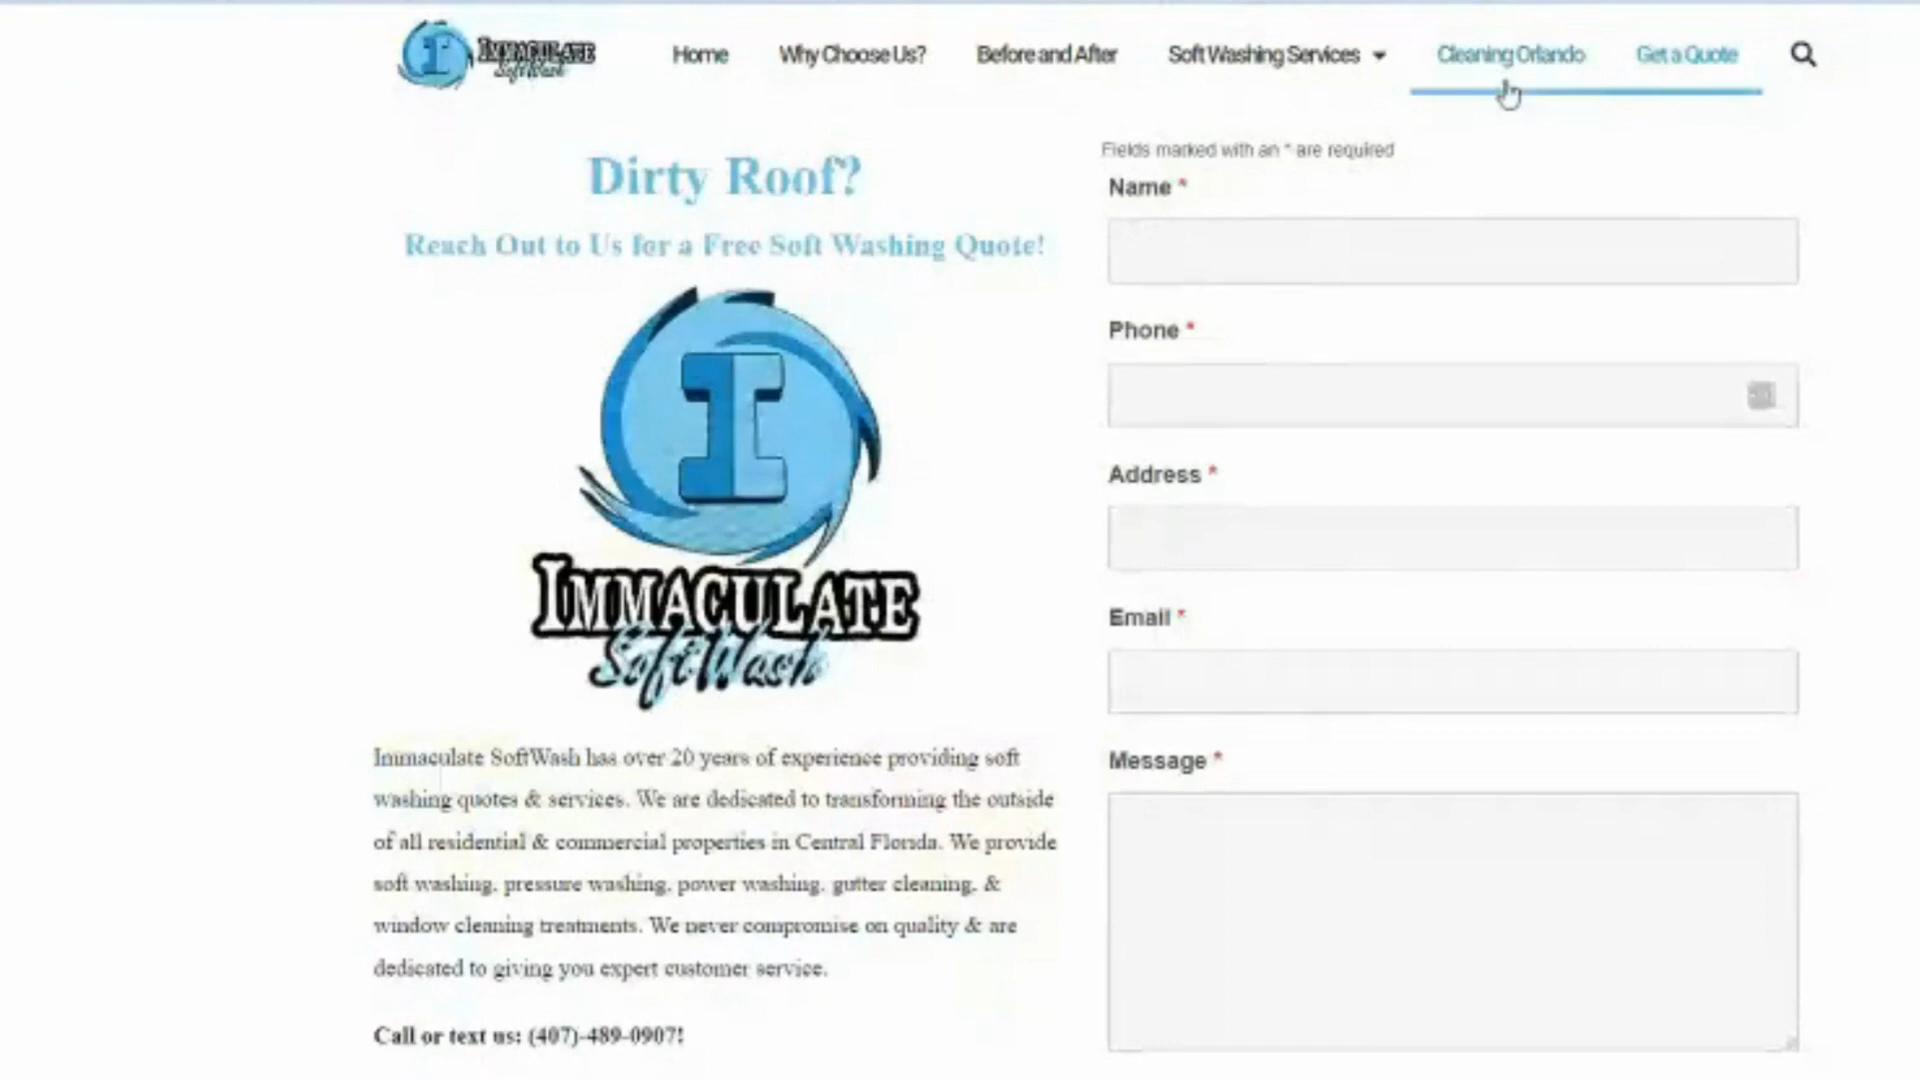 IMMACULATE
SoftWash
Home
Why Choose Us?
Before and After
Soft Washing Services
Cleaning Orlando
Get a Quote
Dirty Roof?
Reach Out to Us for a Free Soft Washing Quote!
I
IMMACULATE
SoftWash
Immaculate SoftWash has over 20 years of experience providing soft
washing quotes & services. We are dedicated to transforming the outside
of all residential & commercial properties in Central Florida. We provide
soft washing, pressure washing, power washing, gutter cleaning, &
window cleaning treatments. We never compromise on quality & are
dedicated to giving you expert customer service.
Call or text us: (407)-489-0907!
Fields marked with an * are required
Name *
Phone *
Address *
Email *
Message *